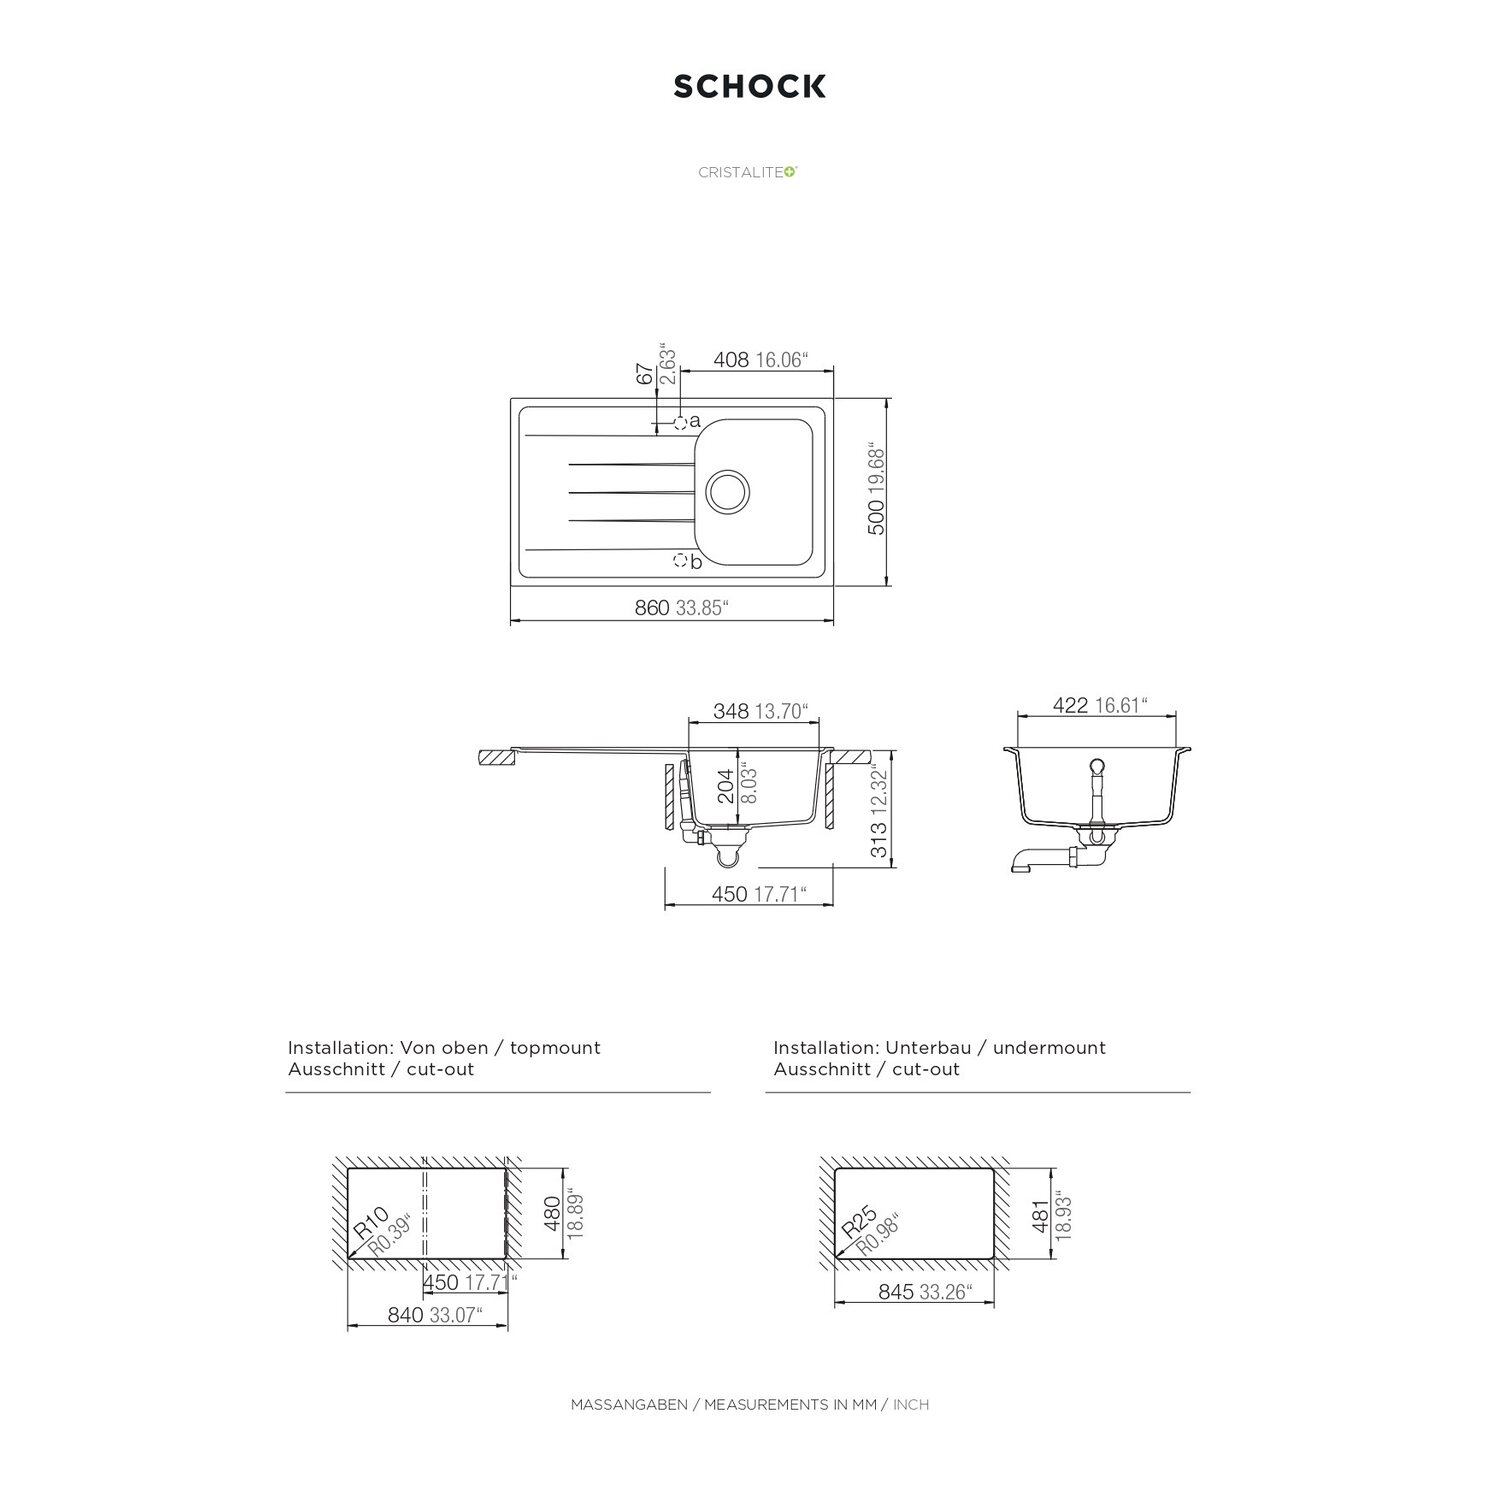 SCHOCK
CRISTALITE+
67
2.63“
408 16.06“
a
500 19.68“
b
860 33.85“
348 13.70“
422 16.61“
204
8.03“
313 12.32“
450 17.71“
Installation: Von oben / topmount
Ausschnitt / cut-out
Installation: Unterbau / undermount
Ausschnitt / cut-out
R10
R0.39“
480
18.89“
450 17.71“
840 33.07“
R25
R0.98“
481
18.93“
845 33.26“
MASSANGABEN / MEASUREMENTS IN MM / INCH